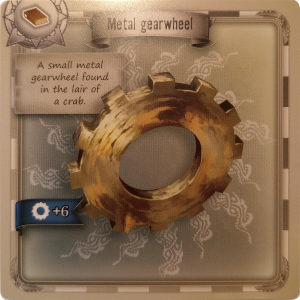 Metal gearwheel
A small metal
gearwheel found
in the lair of
a crab.
+6